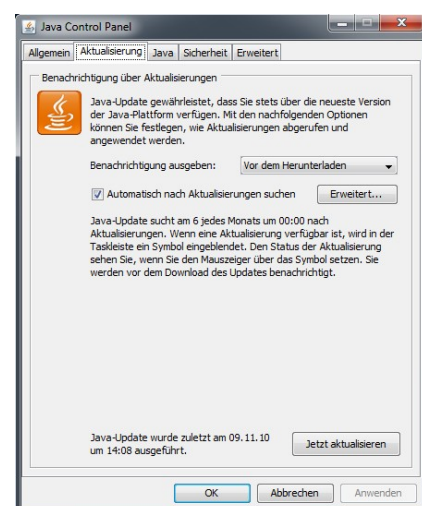 Java Control Panel
Allgemein Aktualisierung Java Sicherheit Erweitert
Benachrichtigung über Aktualisierungen
Java-Update gewährleistet, dass Sie stets über die neueste Version
der Java-Plattform verfügen. Mit den nachfolgenden Optionen
können Sie festlegen, wie Aktualisierungen abgerufen und
angewendet werden.
Benachrichtigung ausgeben: Vor dem Herunterladen
Automatisch nach Aktualisierungen suchen Erweitert...
Java-Update sucht am 6 jedes Monats um 00:00 nach
Aktualisierungen. Wenn eine Aktualisierung verfügbar ist, wird in der
Taskleiste ein Symbol eingeblendet. Den Status der Aktualisierung
sehen Sie, wenn Sie den Mauszeiger über das Symbol setzen. Sie
werden vor dem Download des Updates benachrichtigt.
Java-Update wurde zuletzt am 09.11.10
um 14:08 ausgeführt.
Jetzt aktualisieren
OK Abbrechen Anwenden